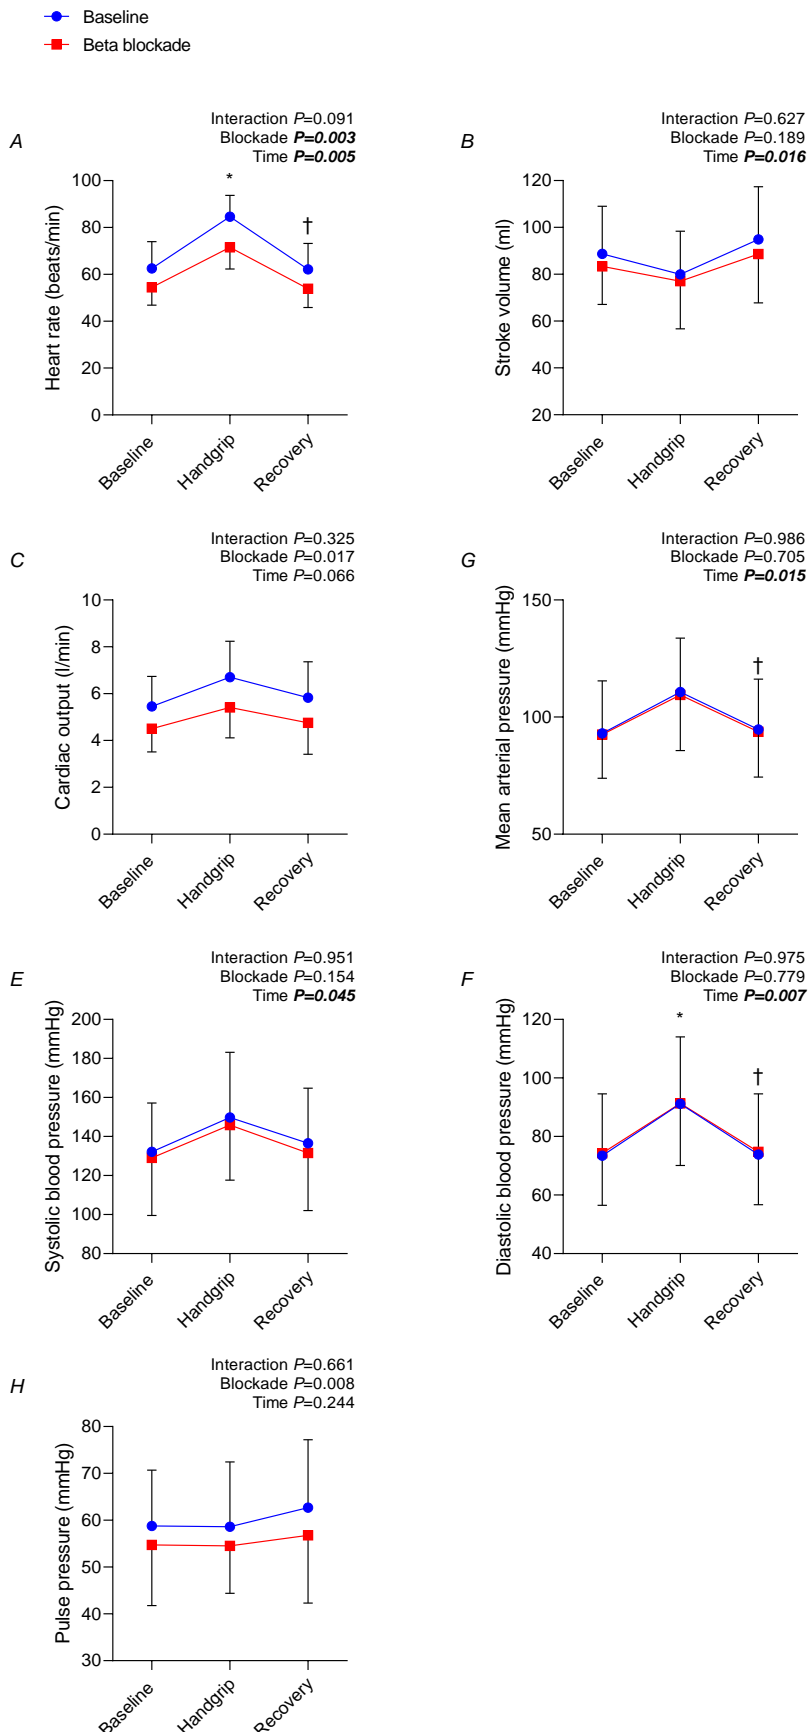 Baseline
Beta blockade
A
Interaction P=0.091
Blockade P=0.003
Time P=0.005
*
†
Heart rate (beats/min)
100
80
60
40
20
0
Baseline
Handgrip
Recovery
B
Interaction P=0.627
Blockade P=0.189
Time P=0.016
Stroke volume (ml)
120
100
80
60
40
20
Baseline
Handgrip
Recovery
C
Interaction P=0.325
Blockade P=0.017
Time P=0.066
Cardiac output (l/min)
10
8
6
4
2
0
Baseline
Handgrip
Recovery
G
Interaction P=0.986
Blockade P=0.705
Time P=0.015
†
Mean arterial pressure (mmHg)
150
100
50
Baseline
Handgrip
Recovery
E
Interaction P=0.951
Blockade P=0.154
Time P=0.045
Systolic blood pressure (mmHg)
200
180
160
140
120
100
80
Baseline
Handgrip
Recovery
F
Interaction P=0.975
Blockade P=0.779
Time P=0.007
*
†
Diastolic blood pressure (mmHg)
120
100
80
60
40
Baseline
Handgrip
Recovery
H
Interaction P=0.661
Blockade P=0.008
Time P=0.244
Pulse pressure (mmHg)
80
70
60
50
40
30
Baseline
Handgrip
Recovery